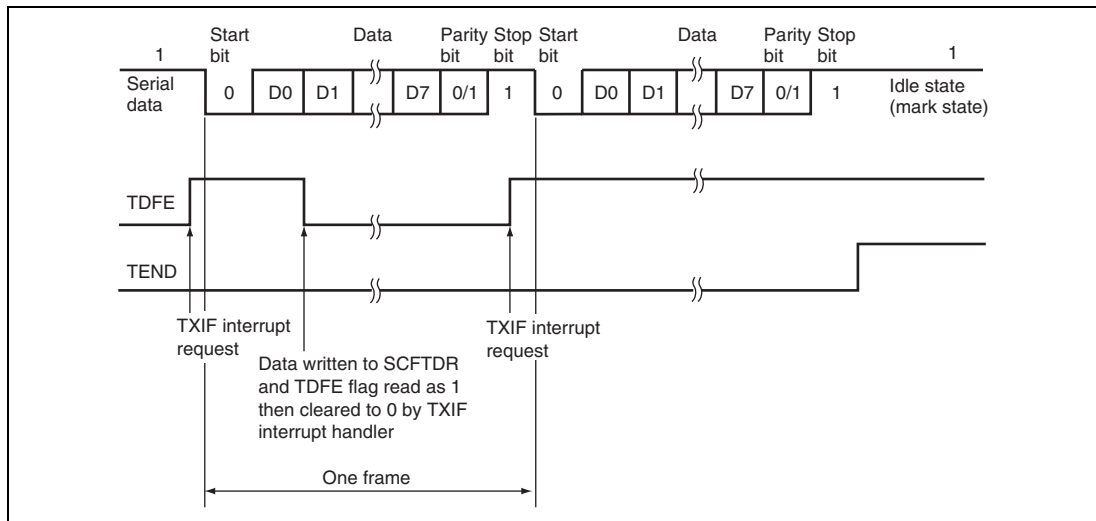 Start
bit
Data
Parity
bit
Stop
bit
Start
bit
Data
Parity
bit
Stop
bit
1
1
Serial
data
0
D0
D1
D7
0/1
1
0
D0
D1
D7
0/1
1
Idle state
(mark state)
TDFE
TEND
TXIF interrupt
request
Data written to SCFTDR
and TDFE flag read as 1
then cleared to 0 by TXIF
interrupt handler
TXIF interrupt
request
One frame